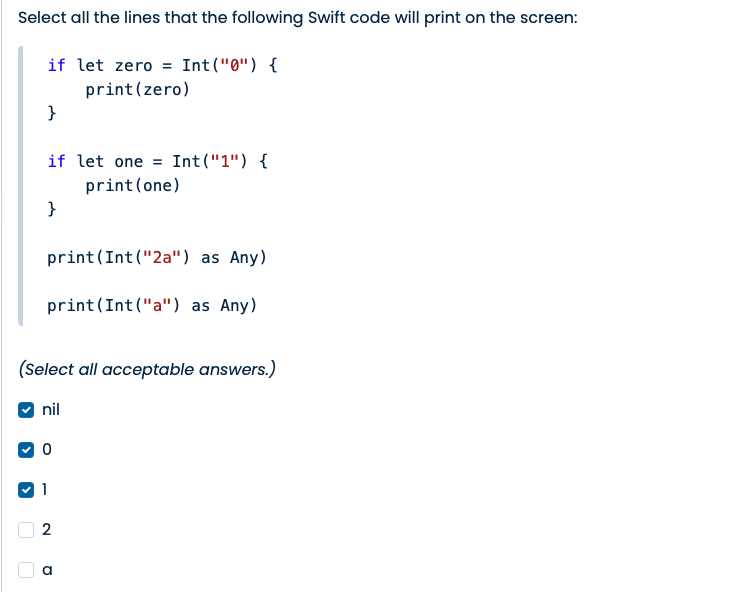 Select all the lines that the following Swift code will print on the screen:
if let zero = Int("0") {
    print(zero)
}
if let one = Int("1") {
    print(one)
}
print(Int("2a") as Any)
print(Int("a") as Any)
(Select all acceptable answers.)
nil
0
1
2
a